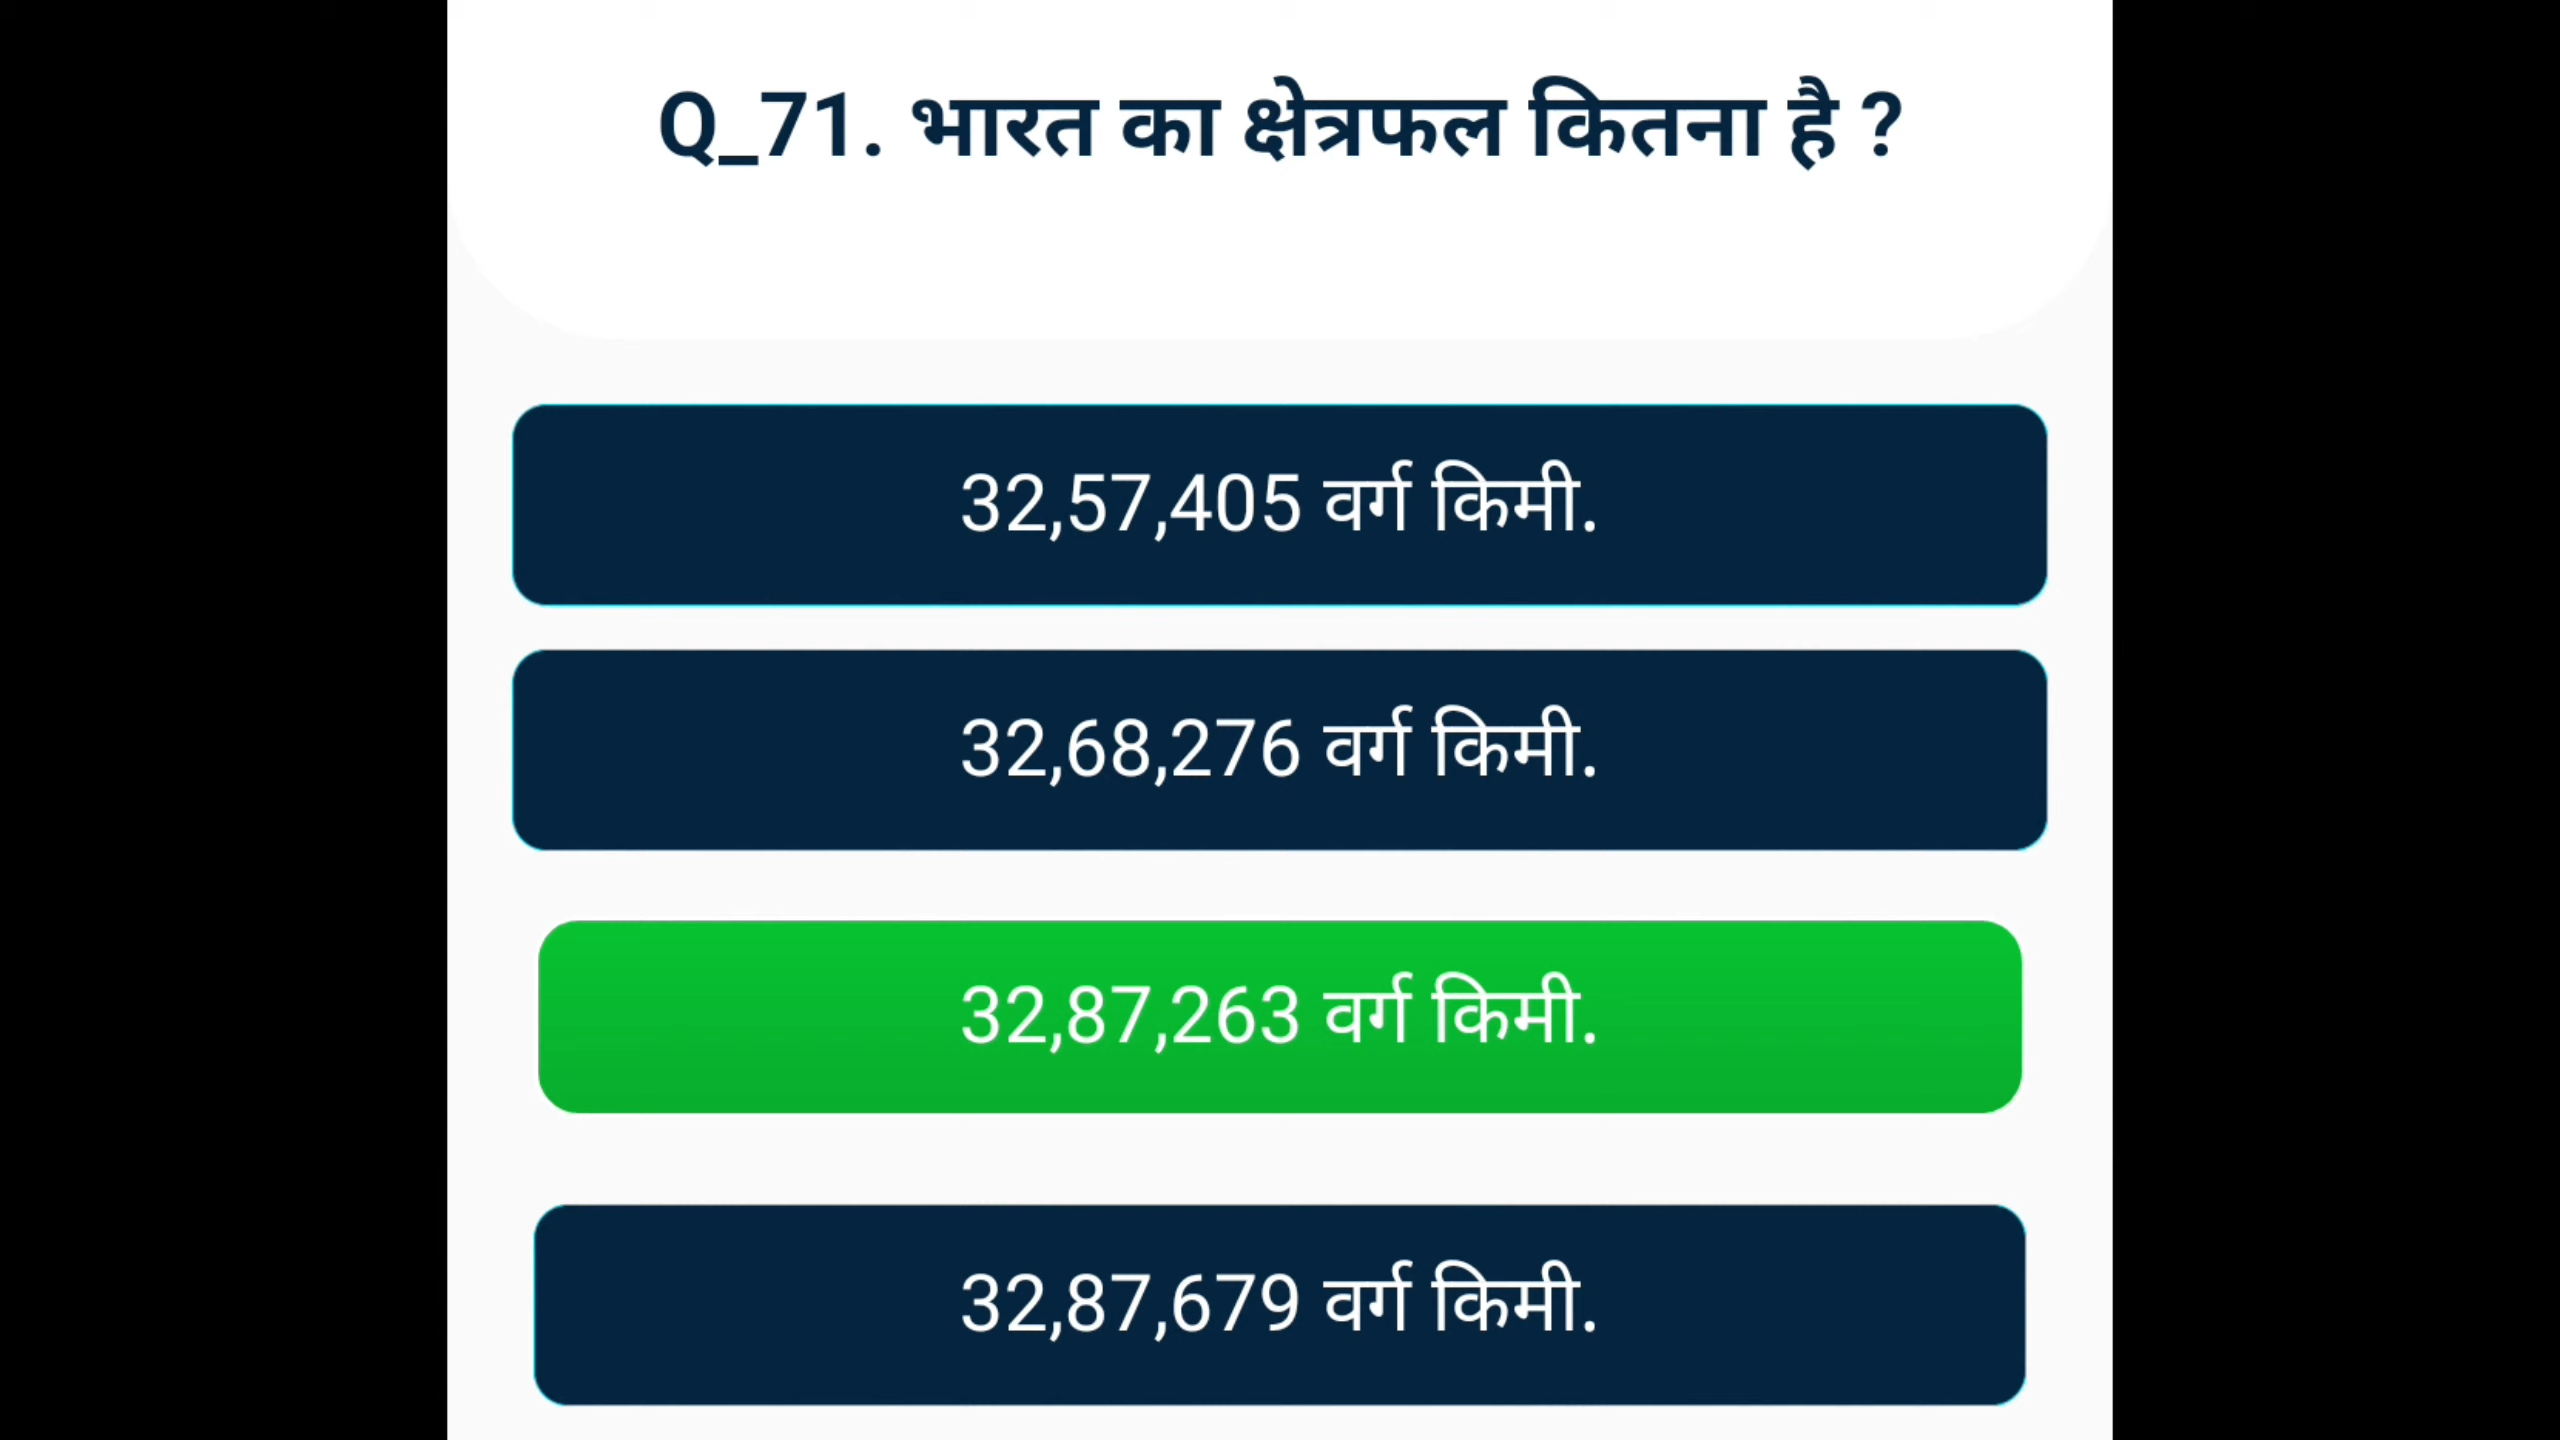 Q_71. भारत का क्षेत्रफल कितना है ?
32,57,405 वर्ग किमी.
32,68,276 वर्ग किमी.
32,87,263 वर्ग किमी.
32,87,679 वर्ग किमी.